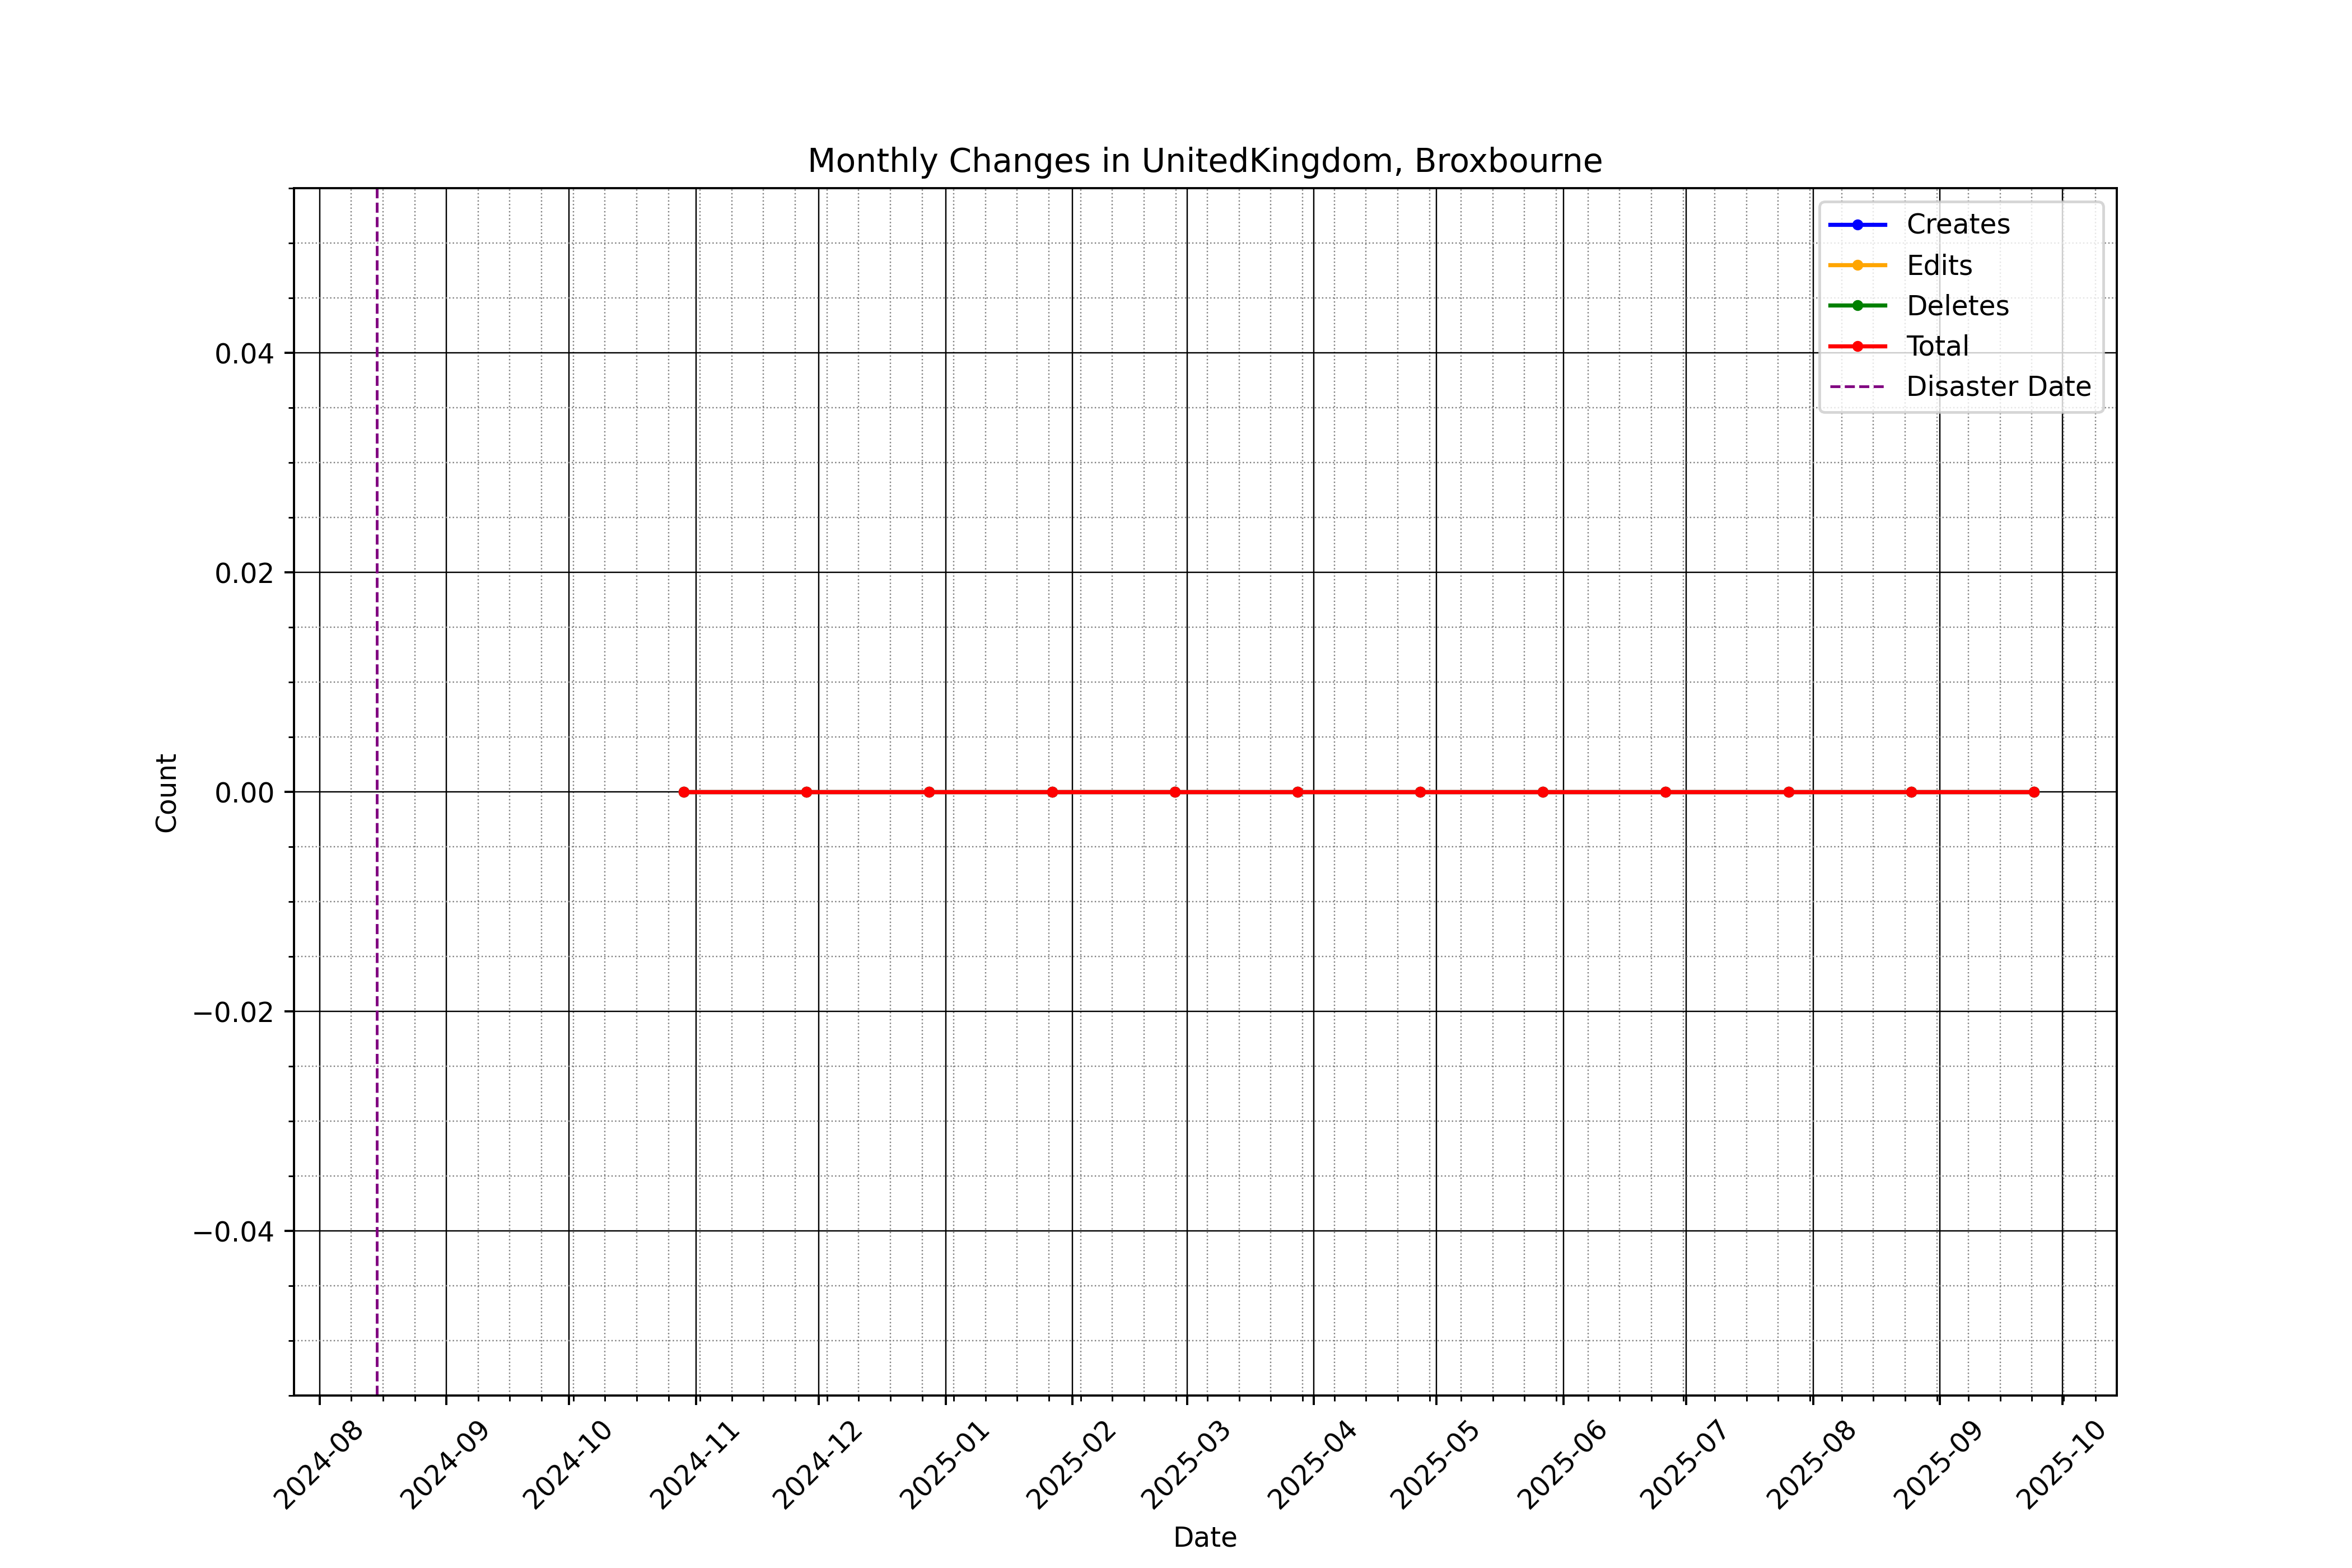 Monthly Changes in UnitedKingdom, Broxbourne
Creates
Edits
Deletes
Total
Disaster Date
0.04
0.02
0.00
−0.02
−0.04
Count
2024-08
2024-09
2024-10
2024-11
2024-12
2025-01
2025-02
2025-03
2025-04
2025-05
2025-06
2025-07
2025-08
2025-09
2025-10
Date